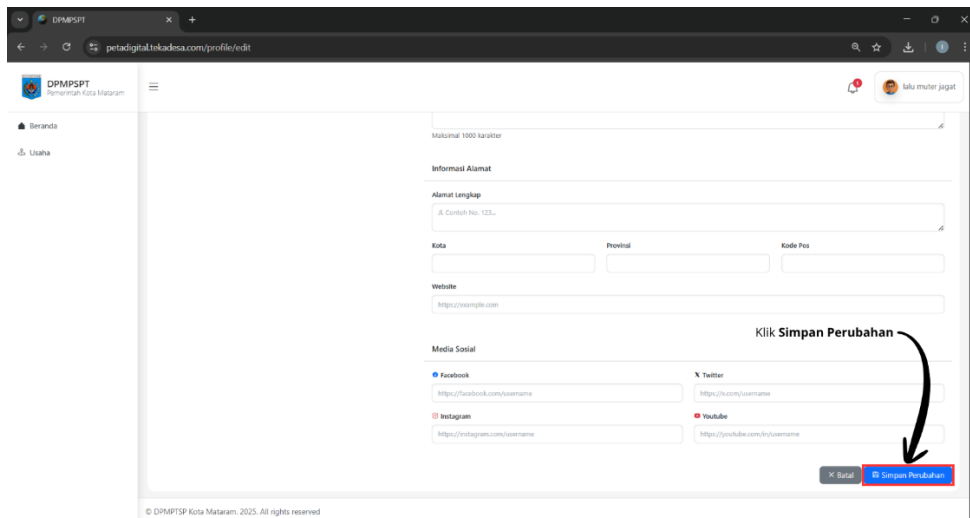 DPMPSPT
petadigital.tekadesa.com/profile/edit
DPMPSPT
Pemerintah Kota Mataram
lalu muter jagat
Beranda
Usaha
Maksimal 1000 karakter
Informasi Alamat
Alamat Lengkap
Jl. Contoh No. 123...
Kota Provinsi Kode Pos
Website
https://example.com
Klik Simpan Perubahan
Media Sosial
Facebook X Twitter
https://facebook.com/username https://x.com/username
Instagram Youtube
https://instagram.com/username https://youtube.com/in/username
Batal Simpan Perubahan
© DPMPTSP Kota Mataram. 2025. All rights reserved